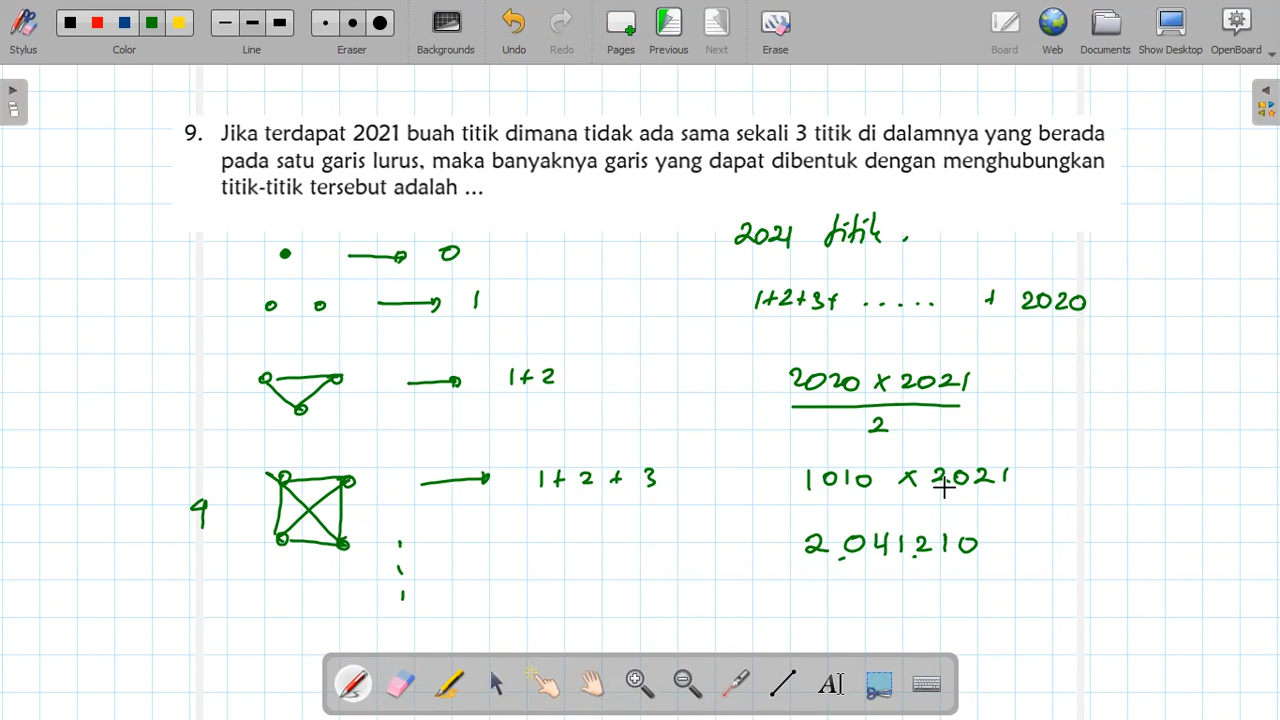 Stylus Color Line Eraser Backgrounds Undo Redo Pages Previous Next Erase Board Web Documents Show Desktop OpenBoard
9. Jika terdapat 2021 buah titik dimana tidak ada sama sekali 3 titik di dalamnya yang berada
pada satu garis lurus, maka banyaknya garis yang dapat dibentuk dengan menghubungkan
titik-titik tersebut adalah ...
0
1
1+2
4
1+2+3
2021 titik.
1+2+3+ ..... + 2020
2020 x 2021
2
1010 x 2021
2.041.210
AI